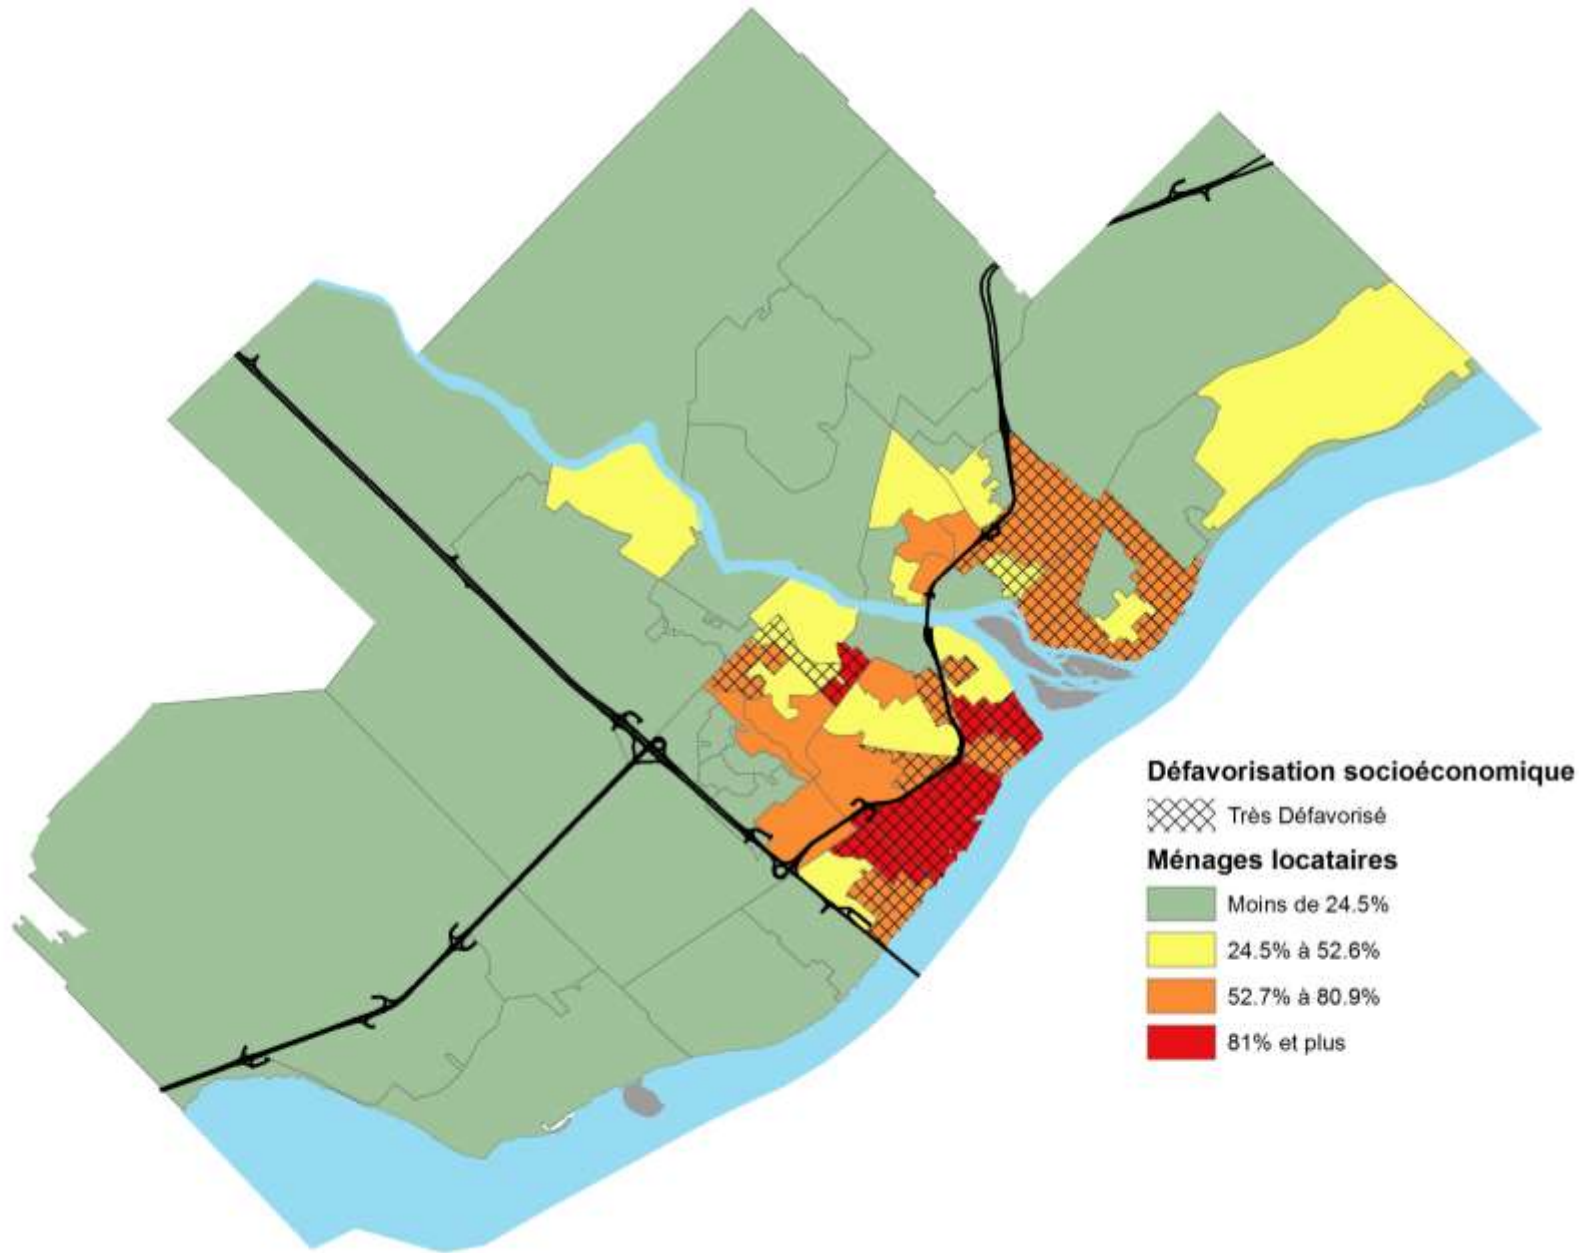 Défavorisation socioéconomique
Très Défavorisé
Ménages locataires
Moins de 24.5%
24.5% à 52.6%
52.7% à 80.9%
81% et plus